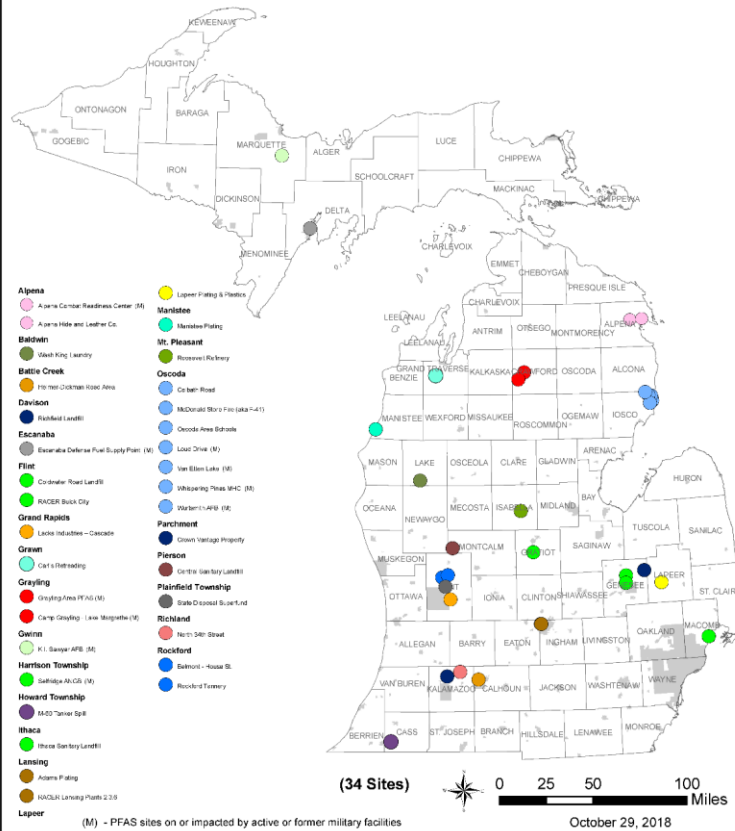 KEWEENAW
HOUGHTON
ONTONAGON
BARAGA
GOGEBIC
MARQUETTE
LUCE
ALGER
CHIPPEWA
SCHOOLCRAFT
IRON
MACKINAC
CHIPPEWA
DICKINSON
DELTA
MENOMINEE
CHARLEVOIX
EMMET
CHEBOYGAN
PRESQUE ISLE
CHARLEVOIX
LEELANAU
ANTRIM
OTSEGO
MONTMORENCY
ALPENA
LEELANAU
GRAND TRAVERSE
BENZIE
KALKASKA
CRAWFORD
OSCODA
ALCONA
MANISTEE
WEXFORD
MISSAUKEE
ROSCOMMON
OGEMAW
IOSCO
ARENAC
MASON
LAKE
OSCEOLA
CLARE
GLADWIN
HURON
OCEANA
NEWAYGO
MECOSTA
ISABELLA
MIDLAND
BAY
TUSCOLA
SANILAC
MUSKEGON
MONTCALM
GRATIOT
SAGINAW
GENESEE
LAPEER
ST. CLAIR
OTTAWA
IONIA
CLINTON
SHIAWASSEE
MACOMB
OAKLAND
ALLEGAN
BARRY
EATON
INGHAM
LIVINGSTON
VAN BUREN
KALAMAZOO
CALHOUN
JACKSON
WASHTENAW
WAYNE
BERRIEN
CASS
ST. JOSEPH
BRANCH
HILLSDALE
LENAWEE
MONROE
Alpena
Alpena Combat Readiness Center (M)
Alpena Hide and Leather Co.
Baldwin
Wash King Laundry
Battle Creek
Helmer-Dickman Road Area
Davison
Richfield Landfill
Escanaba
Escanaba Defense Fuel Supply Point (M)
Flint
Coldwater Road Landfill
RACER Buick City
Grand Rapids
Lacks Industries – Cascade
Grawn
Carl's Retreading
Grayling
Grayling Area PFAS (M)
Camp Grayling - Lake Margrethe (M)
Gwinn
K.I. Sawyer AFB (M)
Harrison Township
Selfridge ANGB (M)
Howard Township
M-60 Tanker Spill
Ithaca
Ithaca Sanitary Landfill
Lansing
Adams Plating
RACER Lansing Plants 2,3,6
Lapeer
Lapeer Plating & Plastics
Manistee
Manistee Plating
Mt. Pleasant
Roosevelt Refinery
Oscoda
Colbath Road
McDonald Store Fire (aka F-41)
Oscoda Area Schools
Loud Drive (M)
Van Etten Lake (M)
Whispering Pines MHC (M)
Wurtsmith AFB (M)
Parchment
Crown Vantage Property
Pierson
Central Sanitary Landfill
Plainfield Township
State Disposal Superfund
Richland
North 34th Street
Rockford
Belmont - House St.
Rockford Tannery
(34 Sites)
0 25 50 100
Miles
(M) - PFAS sites on or impacted by active or former military facilities
October 29, 2018